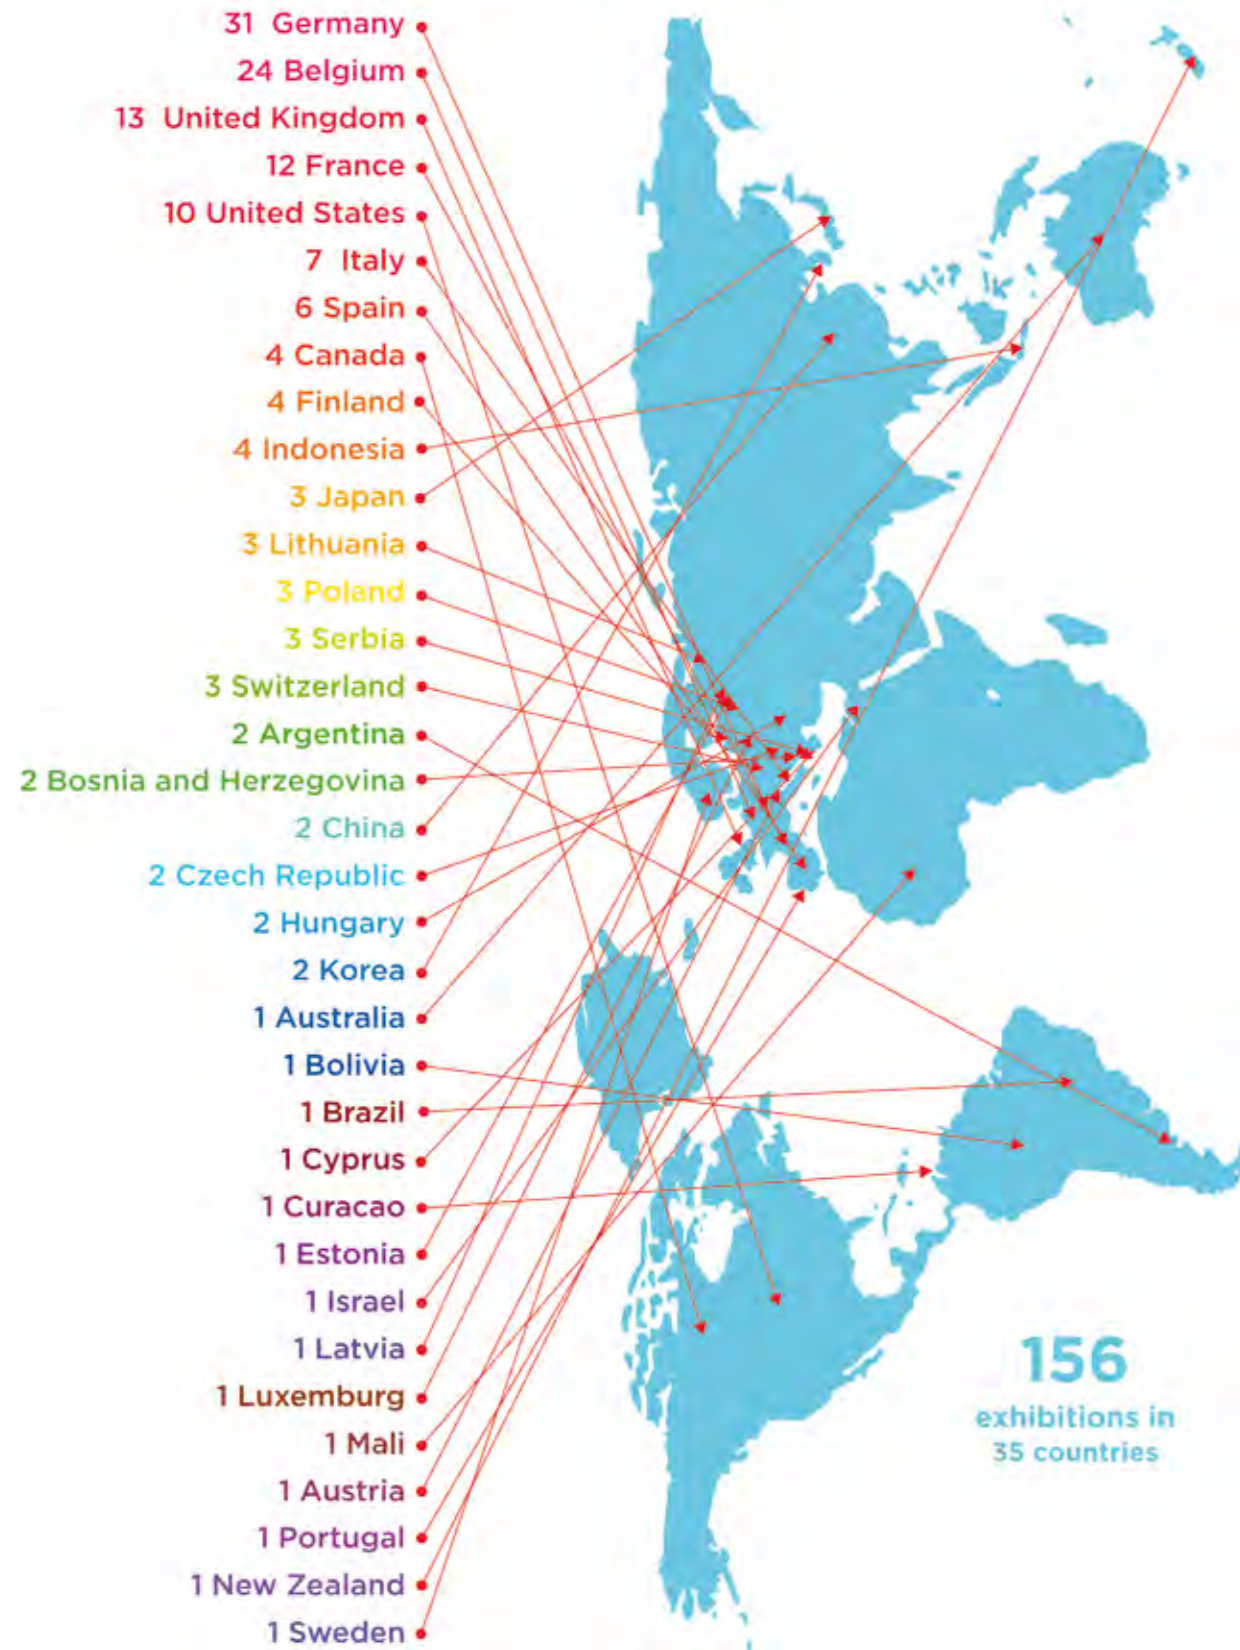 31 Germany
24 Belgium
13 United Kingdom
12 France
10 United States
7 Italy
6 Spain
4 Canada
4 Finland
4 Indonesia
3 Japan
3 Lithuania
3 Poland
3 Serbia
3 Switzerland
2 Argentina
2 Bosnia and Herzegovina
2 China
2 Czech Republic
2 Hungary
2 Korea
1 Australia
1 Bolivia
1 Brazil
1 Cyprus
1 Curacao
1 Estonia
1 Israel
1 Latvia
1 Luxemburg
1 Mali
1 Austria
1 Portugal
1 New Zealand
1 Sweden
156
exhibitions in
35 countries